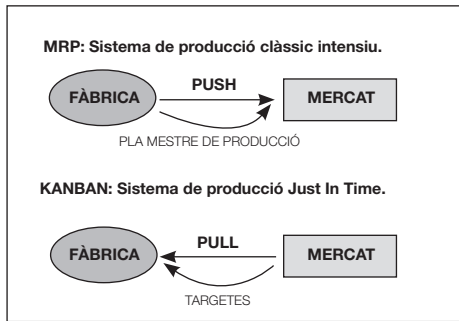 MRP: Sistema de producció clàssic intensiu.
FÀBRICA
PUSH
MERCAT
PLA MESTRE DE PRODUCCIÓ
KANBAN: Sistema de producció Just In Time.
FÀBRICA
PULL
MERCAT
TARGETES